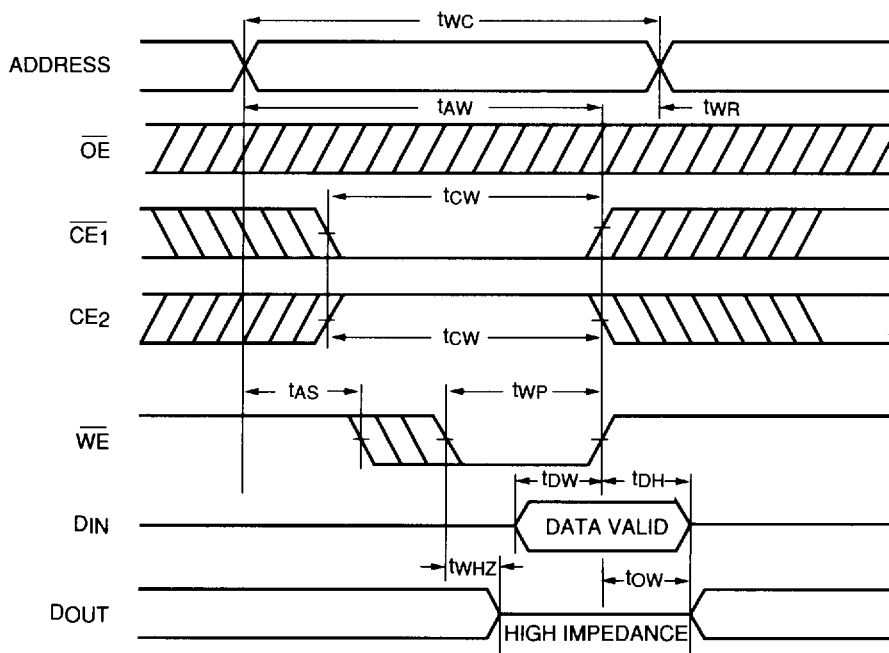 tWC
ADDRESS
tAW
tWR
OE
tCW
CE1
CE2
tCW
tAS
tWP
WE
tDW
tDH
DIN
DATA VALID
tWHZ
tOW
DOUT
HIGH IMPEDANCE